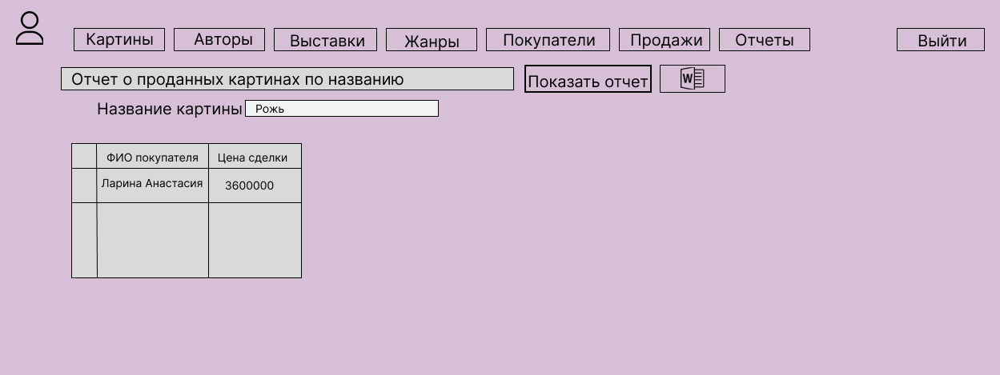 Картины Авторы Выставки Жанры Покупатели Продажи Отчеты Выйти
Отчет о проданных картинах по названию Показать отчет W
Название картины Рожь
ФИО покупателя Цена сделки
Ларина Анастасия 3600000